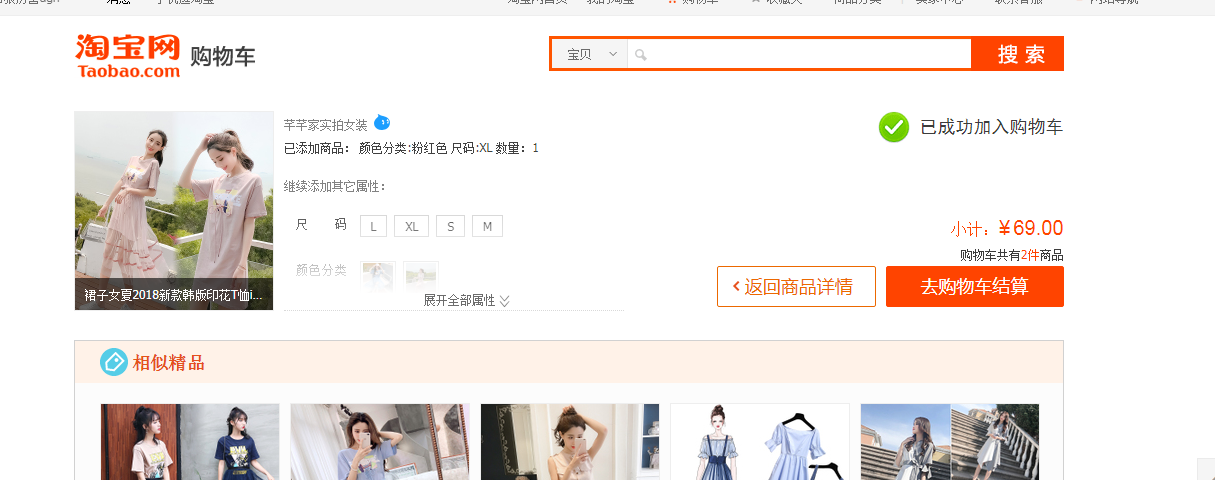 淘宝网
Taobao.com
购物车
宝贝
搜 索
芊芊家实拍女装
已添加商品： 颜色分类:粉红色 尺码:XL 数量：1
已成功加入购物车
继续添加其它属性：
尺 码 L XL S M
小计：¥69.00
购物车共有2件商品
颜色分类
返回商品详情
去购物车结算
裙子女夏2018新款韩版印花T恤i...
展开全部属性
相似精品